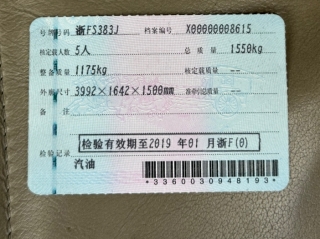 号牌号码 浙FS383J 档案编号 X00000008615
核定载人数 5人 总质量 1550kg
整备质量 1175kg 核定载质量 --
外廓尺寸 3992×1642×1500mm 准牵引总质量 --
备注
检验有效期至2019年01月浙F(0)
检验记录
汽油
*3360030948193*